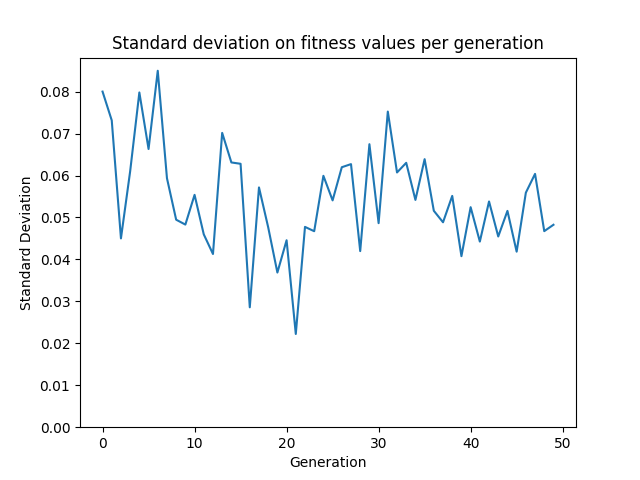 Standard deviation on fitness values per generation
Standard Deviation
0.08
0.07
0.06
0.05
0.04
0.03
0.02
0.01
0.00
0 10 20 30 40 50
Generation